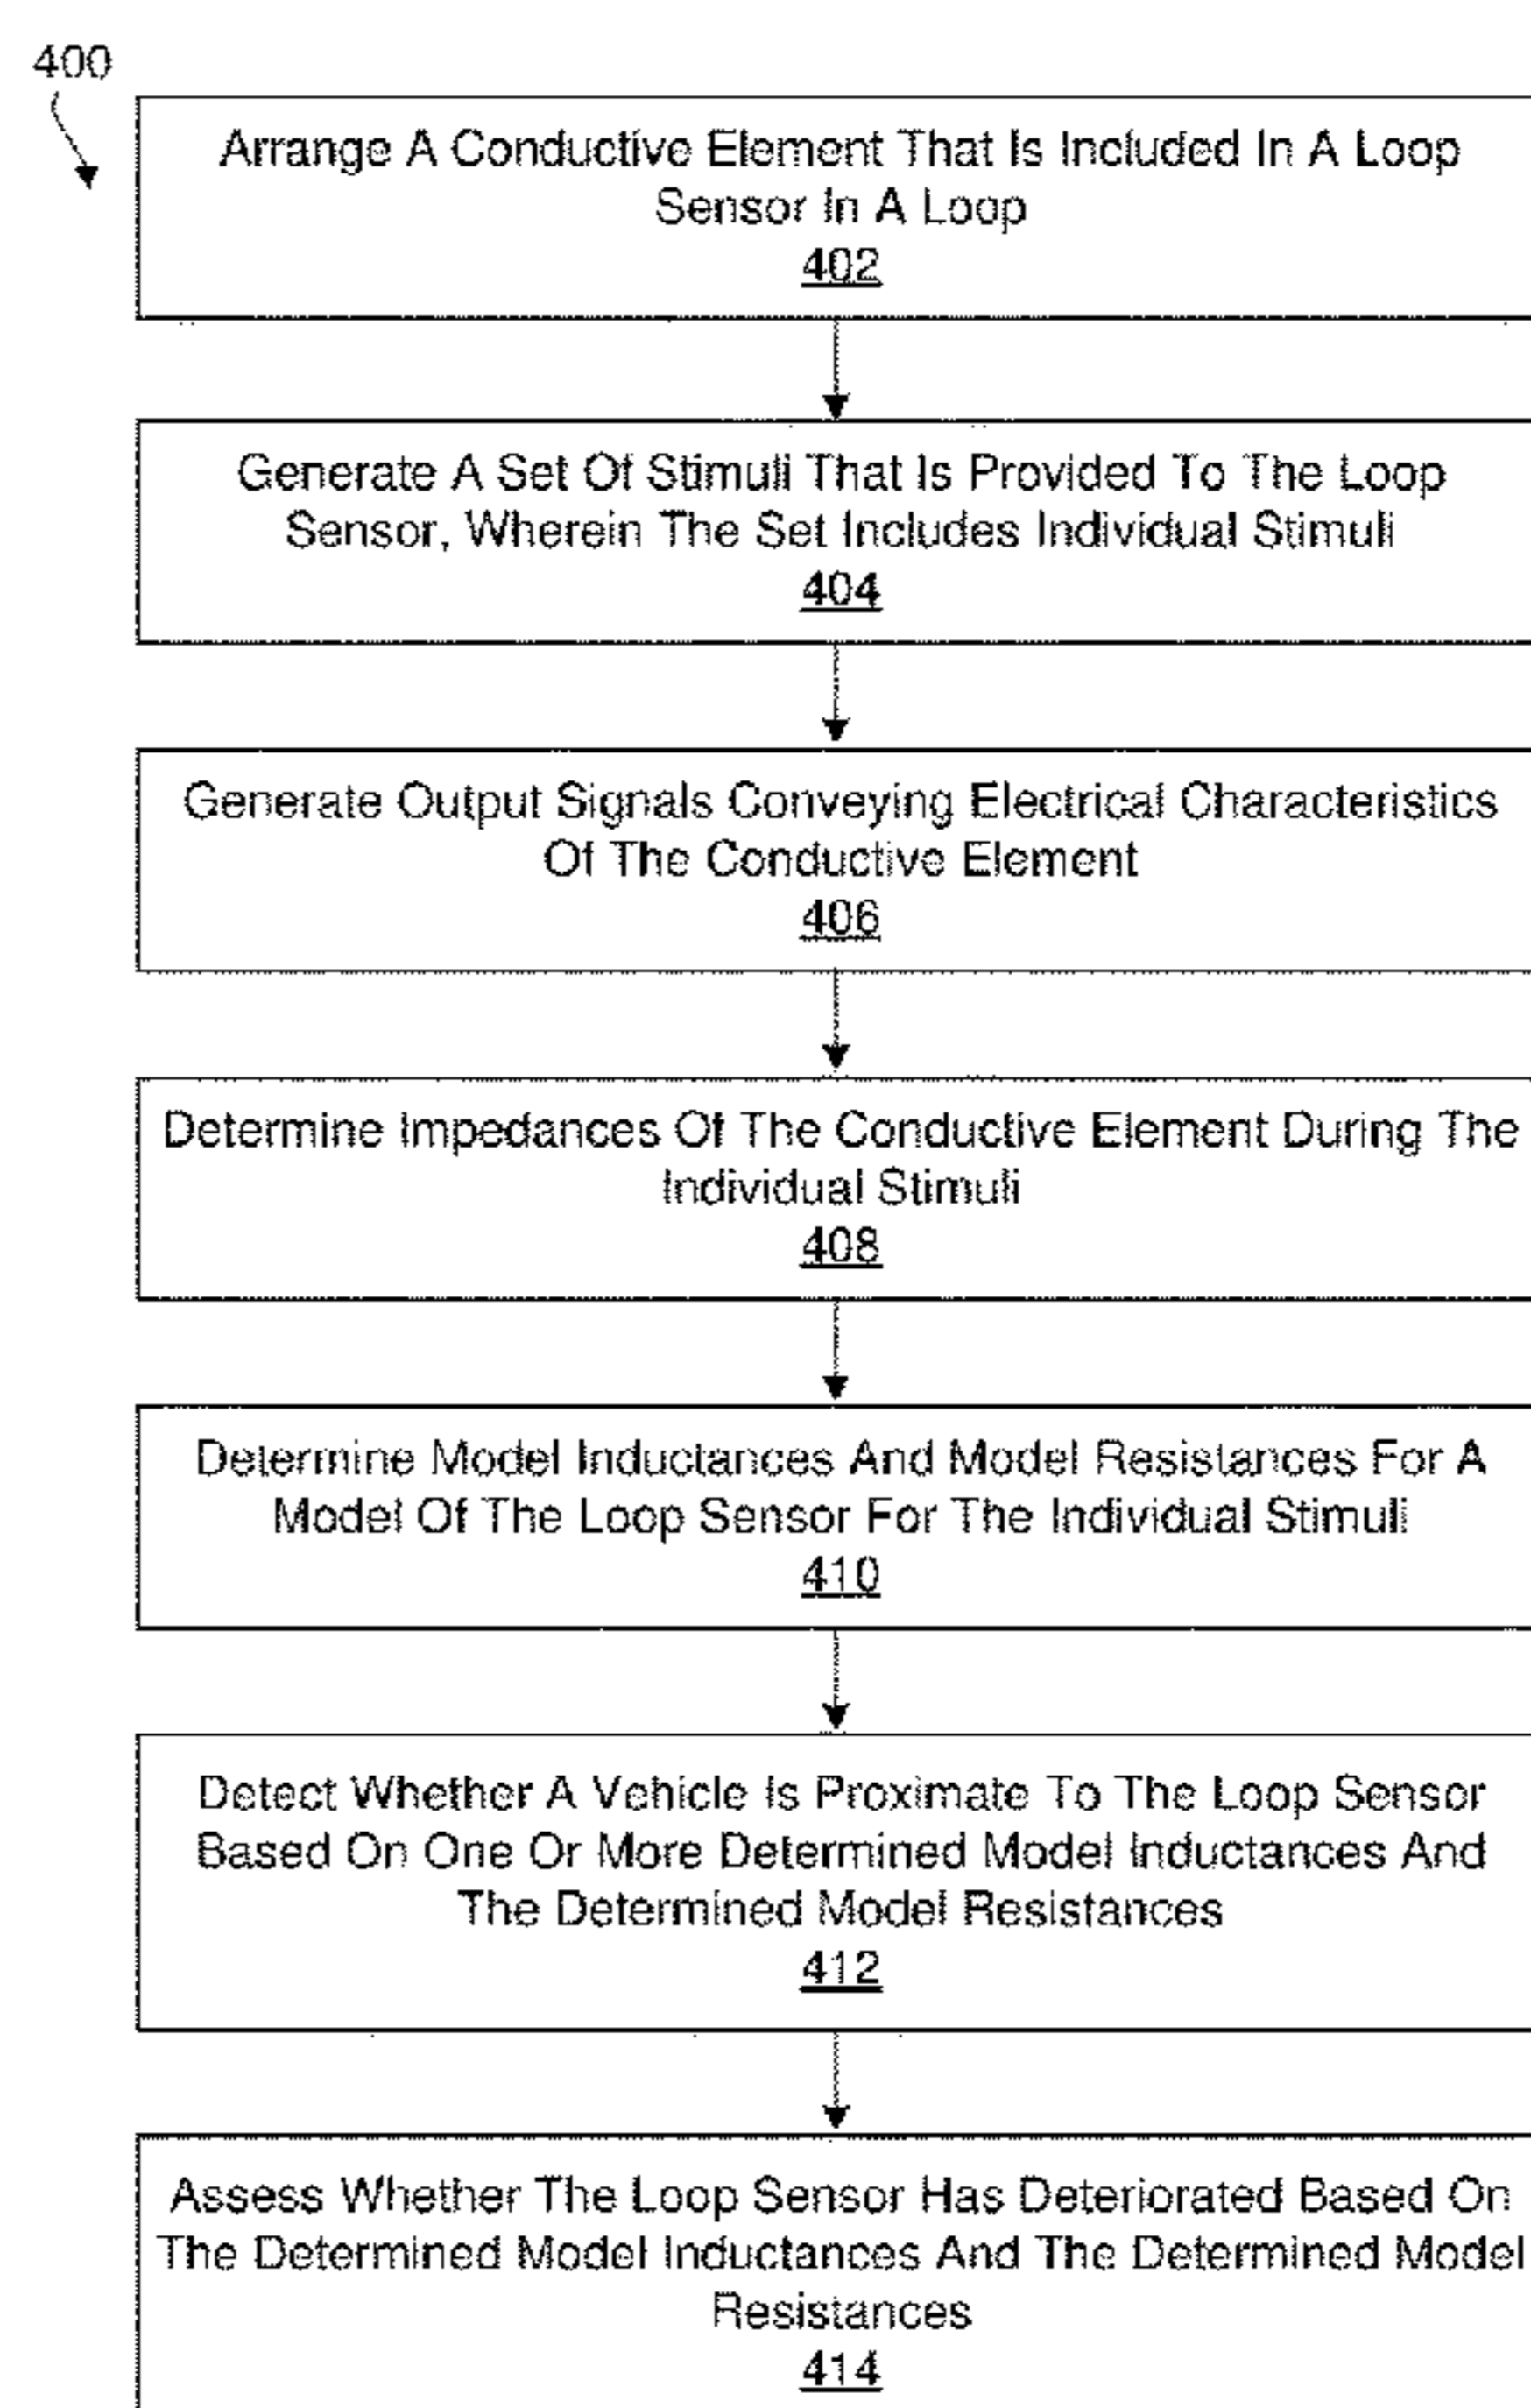 400
Arrange A Conductive Element That Is Included In A Loop
Sensor In A Loop
402
Generate A Set Of Stimuli That Is Provided To The Loop
Sensor, Wherein The Set Includes Individual Stimuli
404
Generate Output Signals Conveying Electrical Characteristics
Of The Conductive Element
406
Determine Impedances Of The Conductive Element During The
Individual Stimuli
408
Determine Model Inductances And Model Resistances For A
Model Of The Loop Sensor For The Individual Stimuli
410
Detect Whether A Vehicle Is Proximate To The Loop Sensor
Based On One Or More Determined Model Inductances And
The Determined Model Resistances
412
Assess Whether The Loop Sensor Has Deteriorated Based On
The Determined Model Inductances And The Determined Model
Resistances
414